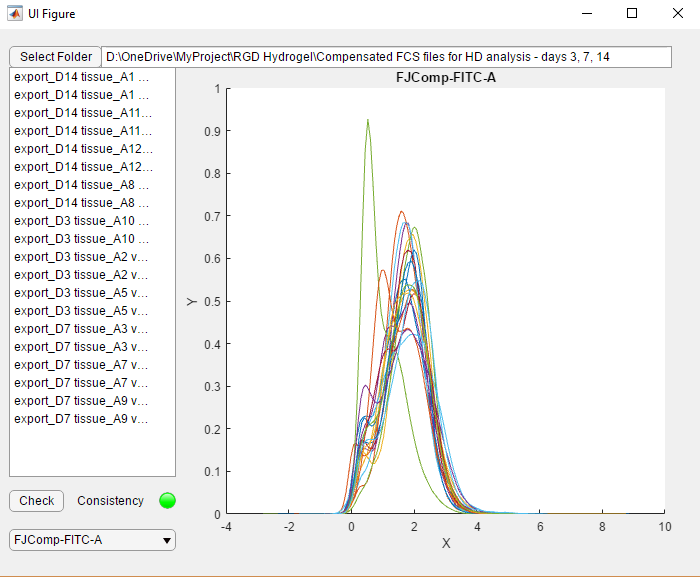 UI Figure
Select Folder D:\OneDrive\MyProject\RGD Hydrogel\Compensated FCS files for HD analysis - days 3, 7, 14
export_D14 tissue_A1 ...
export_D14 tissue_A1 ...
export_D14 tissue_A11...
export_D14 tissue_A11...
export_D14 tissue_A12...
export_D14 tissue_A12...
export_D14 tissue_A8 ...
export_D14 tissue_A8 ...
export_D3 tissue_A10 ...
export_D3 tissue_A10 ...
export_D3 tissue_A2 v...
export_D3 tissue_A2 v...
export_D3 tissue_A5 v...
export_D3 tissue_A5 v...
export_D7 tissue_A3 v...
export_D7 tissue_A3 v...
export_D7 tissue_A7 v...
export_D7 tissue_A7 v...
export_D7 tissue_A9 v...
export_D7 tissue_A9 v...
Check Consistency
FJComp-FITC-A
FJComp-FITC-A
1
0.9
0.8
0.7
0.6
0.5
0.4
0.3
0.2
0.1
0
Y
-4 -2 0 2 4 6 8 10
X